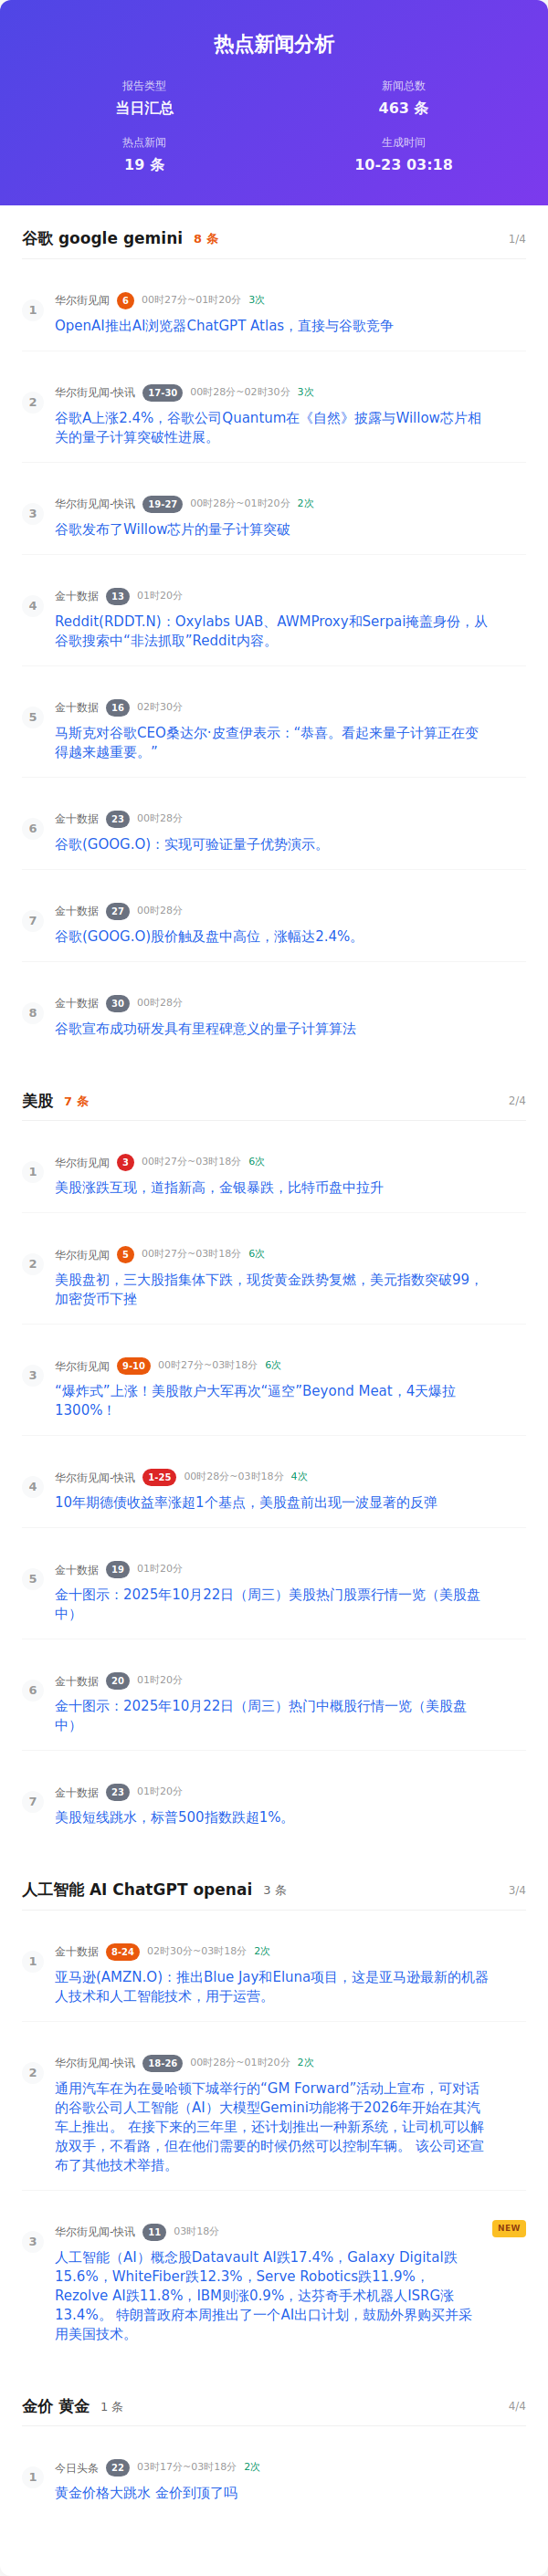 热点新闻分析
报告类型
当日汇总
新闻总数
463 条
热点新闻
19 条
生成时间
10-23 03:18
谷歌 google gemini 8 条 1/4
1
华尔街见闻 6 00时27分~01时20分 3次
OpenAI推出AI浏览器ChatGPT Atlas，直接与谷歌竞争
2
华尔街见闻-快讯 17-30 00时28分~02时30分 3次
谷歌A上涨2.4%，谷歌公司Quantum在《自然》披露与Willow芯片相
关的量子计算突破性进展。
3
华尔街见闻-快讯 19-27 00时28分~01时20分 2次
谷歌发布了Willow芯片的量子计算突破
4
金十数据 13 01时20分
Reddit(RDDT.N)：Oxylabs UAB、AWMProxy和Serpai掩盖身份，从
谷歌搜索中“非法抓取”Reddit内容。
5
金十数据 16 02时30分
马斯克对谷歌CEO桑达尔·皮查伊表示：“恭喜。看起来量子计算正在变
得越来越重要。”
6
金十数据 23 00时28分
谷歌(GOOG.O)：实现可验证量子优势演示。
7
金十数据 27 00时28分
谷歌(GOOG.O)股价触及盘中高位，涨幅达2.4%。
8
金十数据 30 00时28分
谷歌宣布成功研发具有里程碑意义的量子计算算法
美股 7 条 2/4
1
华尔街见闻 3 00时27分~03时18分 6次
美股涨跌互现，道指新高，金银暴跌，比特币盘中拉升
2
华尔街见闻 5 00时27分~03时18分 6次
美股盘初，三大股指集体下跌，现货黄金跌势复燃，美元指数突破99，
加密货币下挫
3
华尔街见闻 9-10 00时27分~03时18分 6次
“爆炸式”上涨！美股散户大军再次“逼空”Beyond Meat，4天爆拉
1300%！
4
华尔街见闻-快讯 1-25 00时28分~03时18分 4次
10年期德债收益率涨超1个基点，美股盘前出现一波显著的反弹
5
金十数据 19 01时20分
金十图示：2025年10月22日（周三）美股热门股票行情一览（美股盘
中）
6
金十数据 20 01时20分
金十图示：2025年10月22日（周三）热门中概股行情一览（美股盘
中）
7
金十数据 23 01时20分
美股短线跳水，标普500指数跌超1%。
人工智能 AI ChatGPT openai 3 条 3/4
1
金十数据 8-24 02时30分~03时18分 2次
亚马逊(AMZN.O)：推出Blue Jay和Eluna项目，这是亚马逊最新的机器
人技术和人工智能技术，用于运营。
2
华尔街见闻-快讯 18-26 00时28分~01时20分 2次
通用汽车在为在曼哈顿下城举行的“GM Forward”活动上宣布，可对话
的谷歌公司人工智能（AI）大模型Gemini功能将于2026年开始在其汽
车上推出。 在接下来的三年里，还计划推出一种新系统，让司机可以解
放双手，不看路，但在他们需要的时候仍然可以控制车辆。 该公司还宣
布了其他技术举措。
3
华尔街见闻-快讯 11 03时18分 NEW
人工智能（AI）概念股Datavault AI跌17.4%，Galaxy Digital跌
15.6%，WhiteFiber跌12.3%，Serve Robotics跌11.9%，
Rezolve AI跌11.8%，IBM则涨0.9%，达芬奇手术机器人ISRG涨
13.4%。 特朗普政府本周推出了一个AI出口计划，鼓励外界购买并采
用美国技术。
金价 黄金 1 条 4/4
1
今日头条 22 03时17分~03时18分 2次
黄金价格大跳水 金价到顶了吗